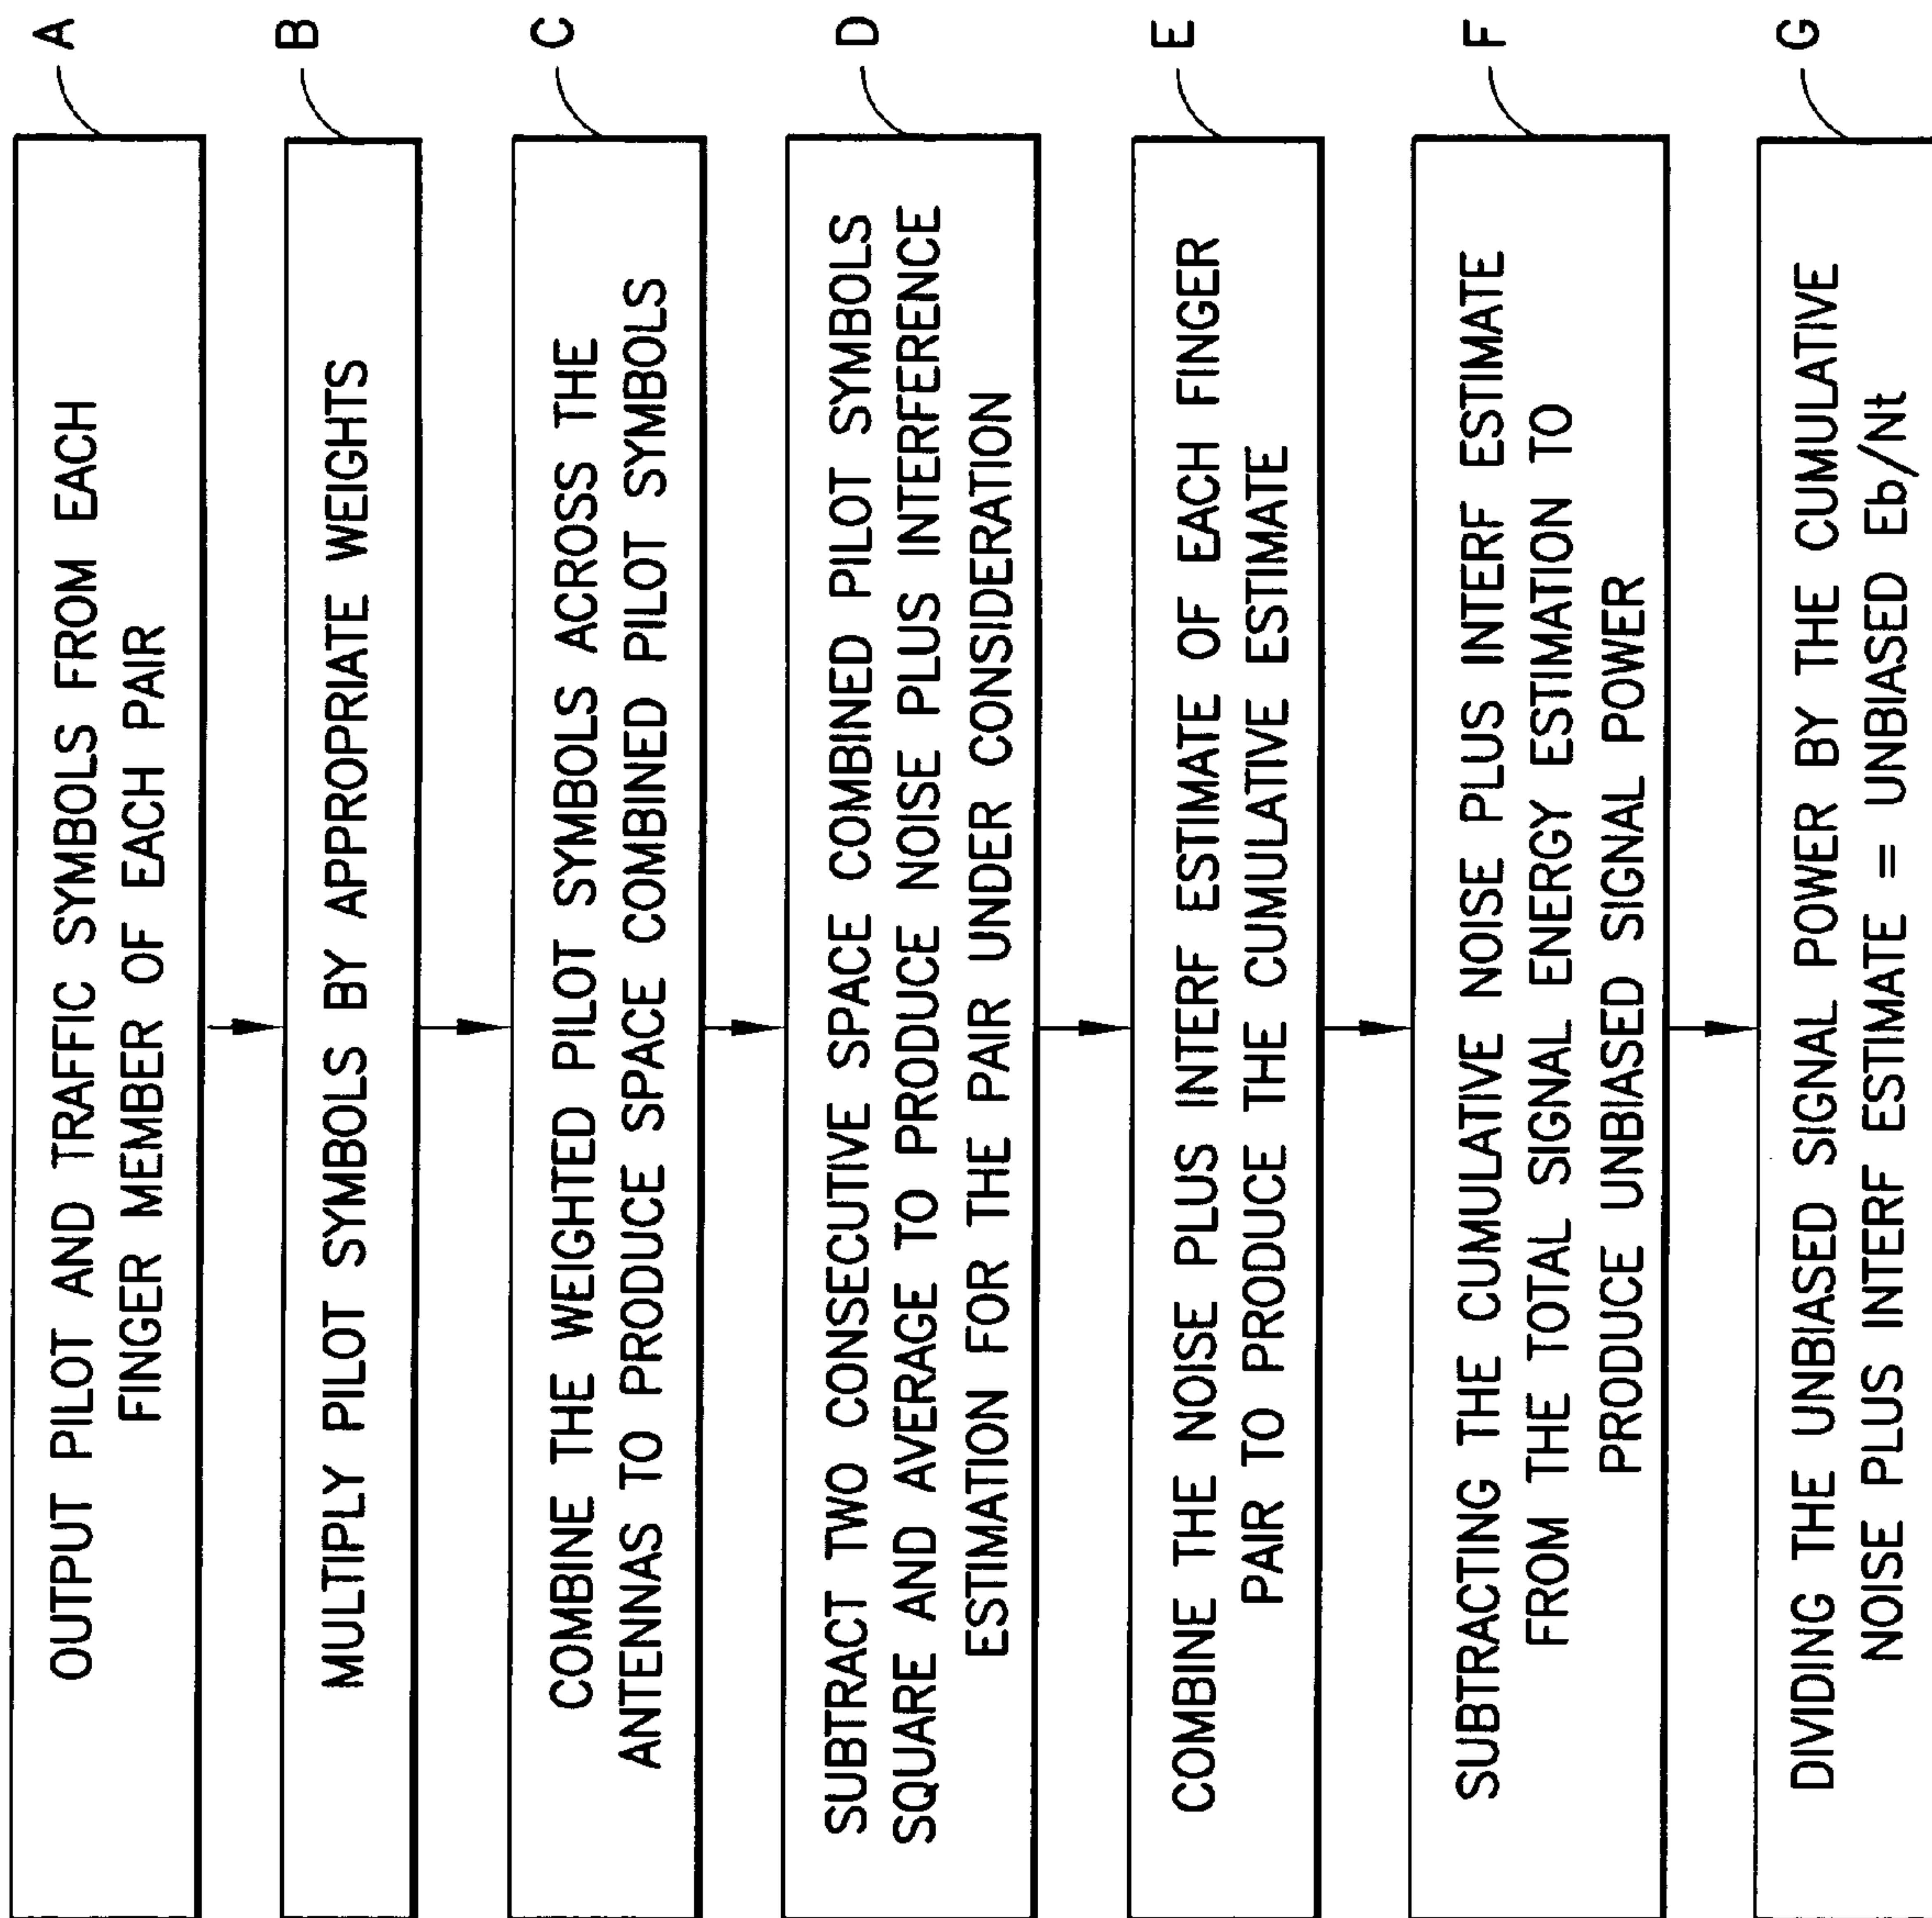 OUTPUT PILOT AND TRAFFIC SYMBOLS FROM EACH
FINGER MEMBER OF EACH PAIR
A
MULTIPLY PILOT SYMBOLS BY APPROPRIATE WEIGHTS
B
COMBINE THE WEIGHTED PILOT SYMBOLS ACROSS THE
ANTENNAS TO PRODUCE SPACE COMBINED PILOT SYMBOLS
C
SUBTRACT TWO CONSECUTIVE SPACE COMBINED PILOT SYMBOLS
SQUARE AND AVERAGE TO PRODUCE NOISE PLUS INTERFERENCE
ESTIMATION FOR THE PAIR UNDER CONSIDERATION
D
COMBINE THE NOISE PLUS INTERF ESTIMATE OF EACH FINGER
PAIR TO PRODUCE THE CUMULATIVE ESTIMATE
E
SUBTRACTING THE CUMULATIVE NOISE PLUS INTERF ESTIMATE
FROM THE TOTAL SIGNAL ENERGY ESTIMATION TO
PRODUCE UNBIASED SIGNAL POWER
F
DIVIDING THE UNBIASED SIGNAL POWER BY THE CUMULATIVE
NOISE PLUS INTERF ESTIMATE = UNBIASED Eb/Nt
G